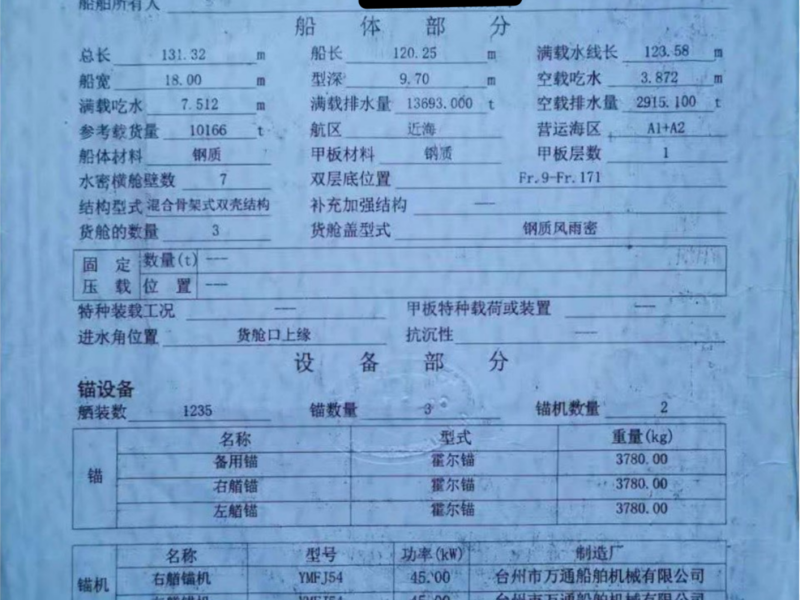 船舶所有人
船 体 部 分
总长 131.32 m 船长 120.25 m 满载水线长 123.58 m
船宽 18.00 m 型深 9.70 m 空载吃水 3.872 m
满载吃水 7.512 m 满载排水量 13693.000 t 空载排水量 2915.100 t
参考载货量 10166 t 航区 近海 营运海区 A1+A2
船体材料 钢质 甲板材料 钢质 甲板层数 1
水密横舱壁数 7 双层底位置 Fr.9-Fr.171
结构型式 混合骨架式双壳结构 补充加强结构 ——
货舱的数量 3 货舱盖型式 钢质风雨密
固 定 数量(t) ---
压 载 位 置 ---
特种装载工况 --- 甲板特种载荷或装置 ---
进水角位置 货舱口上缘 抗沉性 ---
设 备 部 分
锚设备
舾装数 1235 锚数量 3 锚机数量 2
锚
名称 型式 重量(kg)
备用锚 霍尔锚 3780.00
右艏锚 霍尔锚 3780.00
左艏锚 霍尔锚 3780.00
锚机
名称 型号 功率(kW) 制造厂
右艏锚机 YMFJ54 45.00 台州市万通船舶机械有限公司